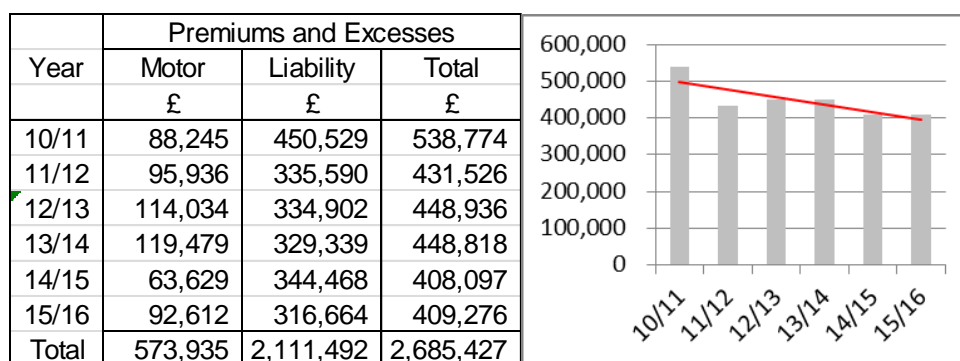 Premiums and Excesses
Year Motor Liability Total
£ £ £
10/11 88,245 450,529 538,774
11/12 95,936 335,590 431,526
12/13 114,034 334,902 448,936
13/14 119,479 329,339 448,818
14/15 63,629 344,468 408,097
15/16 92,612 316,664 409,276
Total 573,935 2,111,492 2,685,427
600,000
500,000
400,000
300,000
200,000
100,000
0
10/11 11/12 12/13 13/14 14/15 15/16